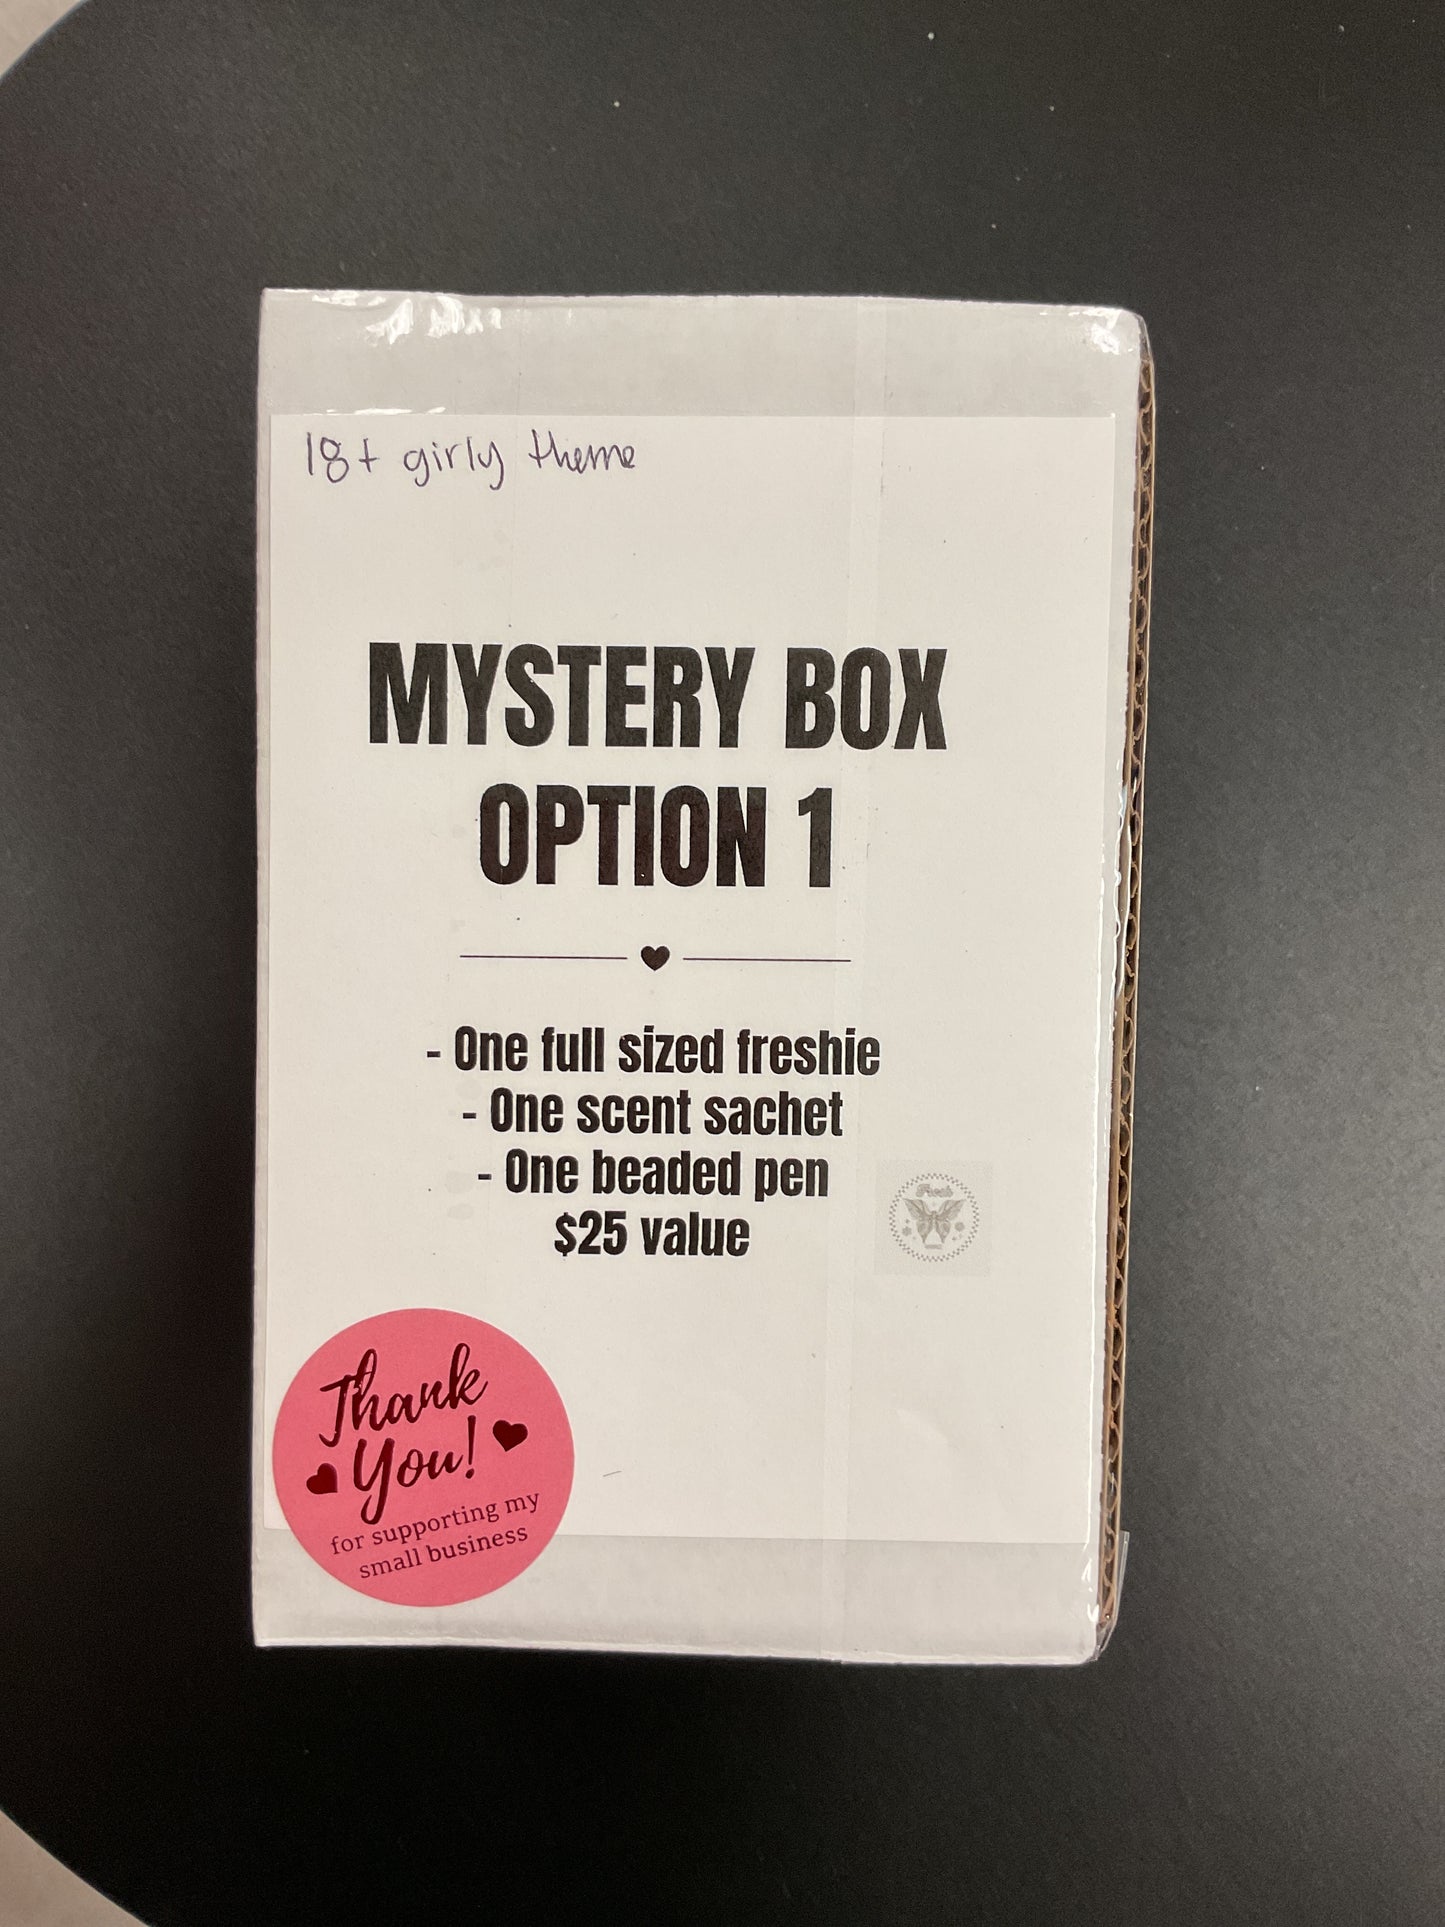 18+ girly theme
MYSTERY BOX
OPTION 1
- One full sized freshie
- One scent sachet
- One beaded pen
$25 value
Thank
You!
for supporting my
small business